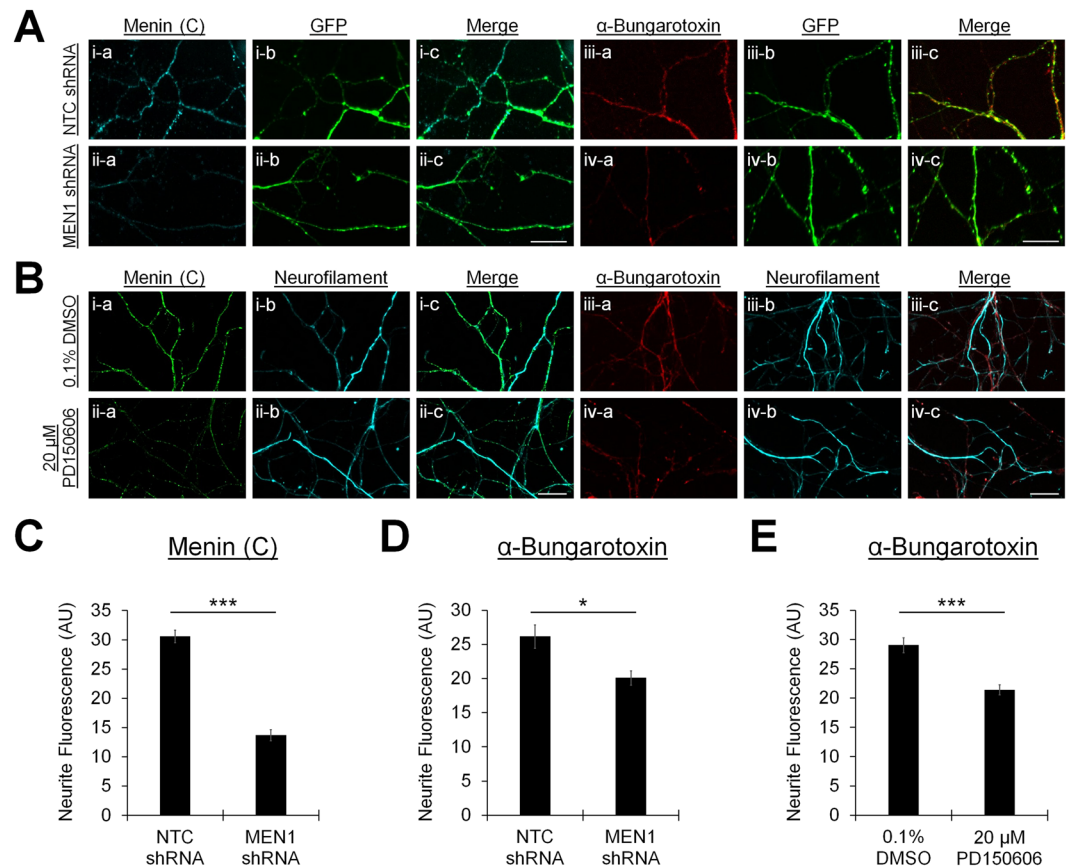 A
Menin (C) GFP Merge α-Bungarotoxin GFP Merge
NTC shRNA
i-a i-b i-c iii-a iii-b iii-c
MEN1 shRNA
ii-a ii-b ii-c iv-a iv-b iv-c
B
Menin (C) Neurofilament Merge α-Bungarotoxin Neurofilament Merge
0.1% DMSO
i-a i-b i-c iii-a iii-b iii-c
20 µM
PD150606
ii-a ii-b ii-c iv-a iv-b iv-c
C
Menin (C)
Neurite Fluorescence (AU)
35
30
25
20
15
10
5
0
***
NTC
shRNA
MEN1
shRNA
D
α-Bungarotoxin
Neurite Fluorescence (AU)
30
25
20
15
10
5
0
*
NTC
shRNA
MEN1
shRNA
E
α-Bungarotoxin
Neurite Fluorescence (AU)
35
30
25
20
15
10
5
0
***
0.1%
DMSO
20 µM
PD150606